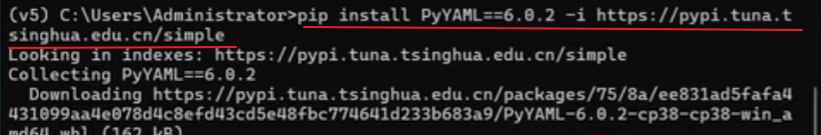 (v5) C:\Users\Administrator>pip install PyYAML==6.0.2 -i https://pypi.tuna.t
singhua.edu.cn/simple
Looking in indexes: https://pypi.tuna.tsinghua.edu.cn/simple
Collecting PyYAML==6.0.2
  Downloading https://pypi.tuna.tsinghua.edu.cn/packages/75/8a/ee831ad5fafa4
431099aa4e078d4c8efd43cd5e48fbc774641d233b683a9/PyYAML-6.0.2-cp38-cp38-win_a
md64.whl (162 kB)